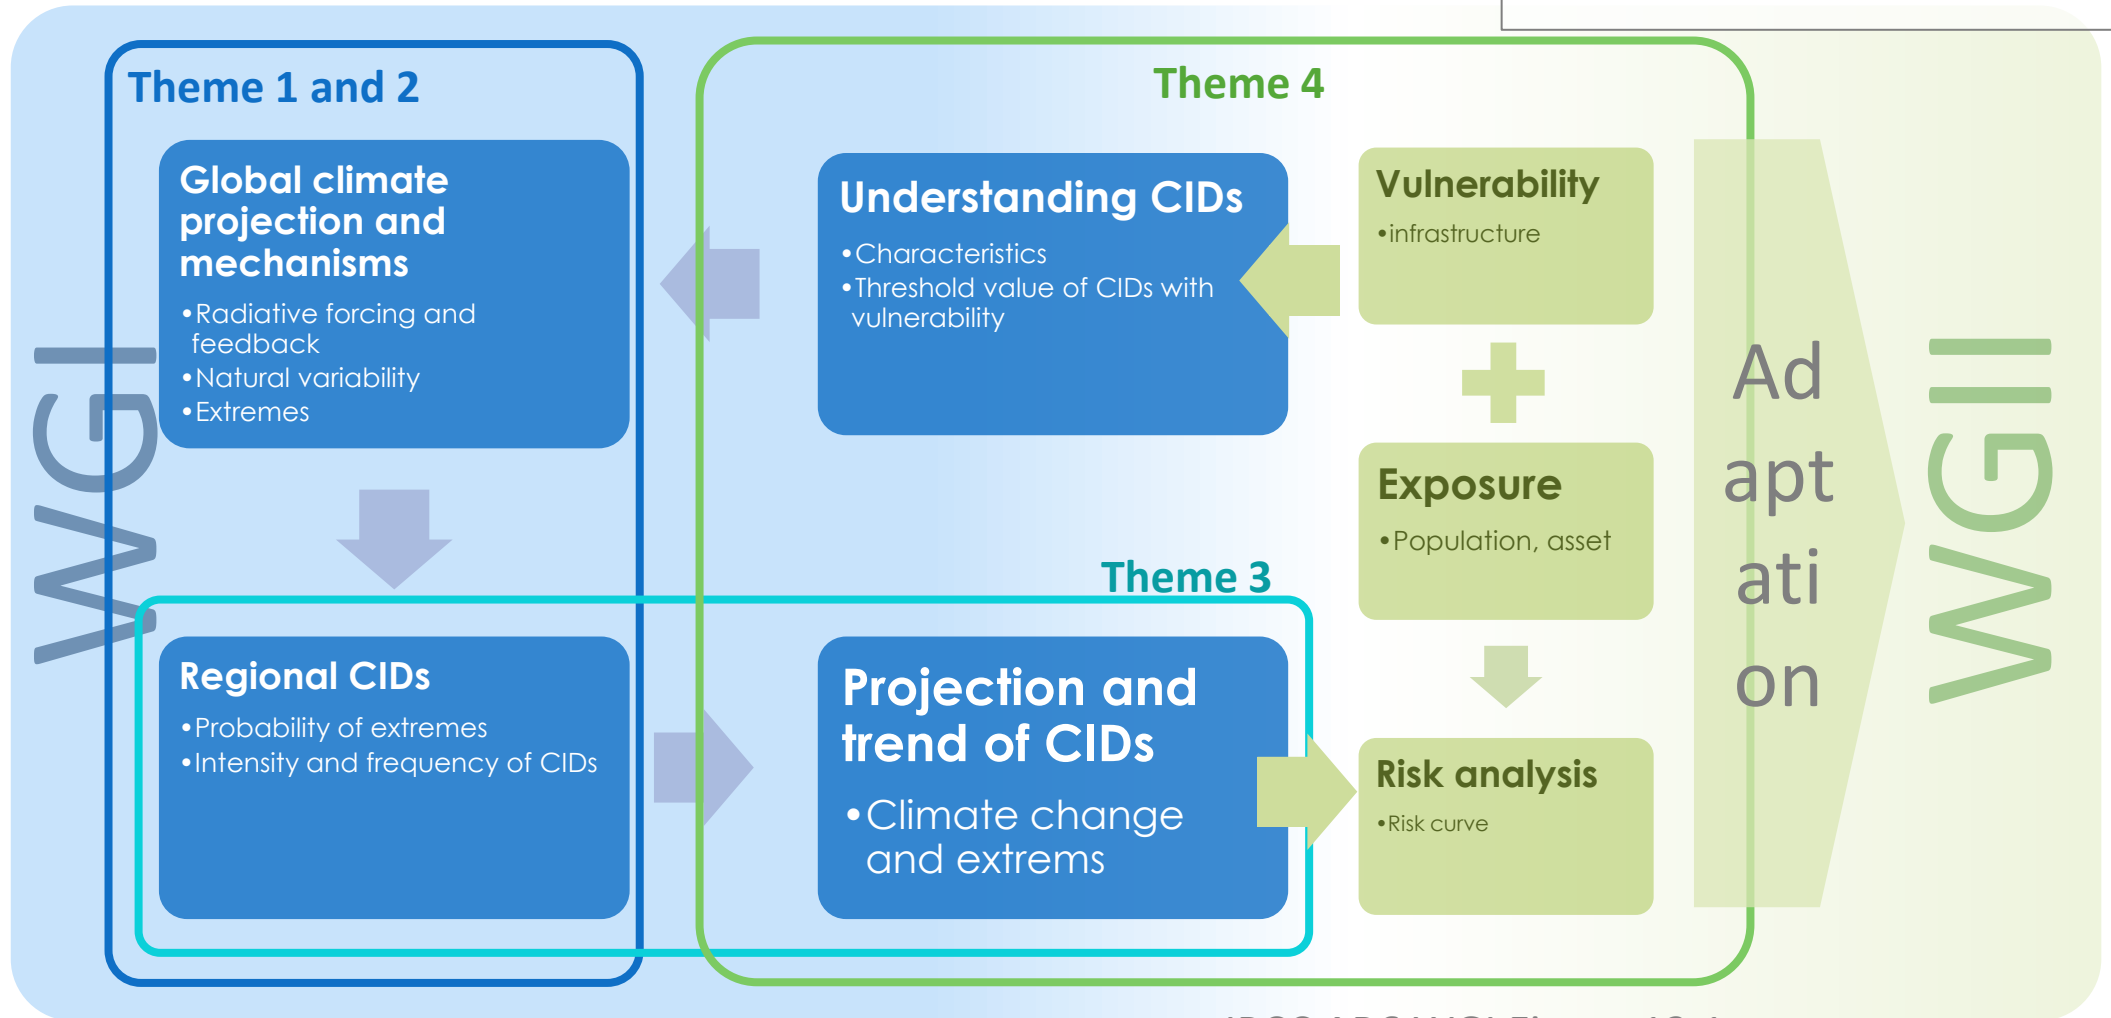 Theme 1 and 2
Theme 4
Global climate
projection and
mechanisms
•Radiative forcing and
feedback
•Natural variability
•Extremes
Understanding CIDs
•Characteristics
•Threshold value of CIDs with
vulnerability
Vulnerability
•infrastructure
Exposure
•Population, asset
Theme 3
Regional CIDs
•Probability of extremes
•Intensity and frequency of CIDs
Projection and
trend of CIDs
•Climate change
and extrems
Risk analysis
•Risk curve
Ad
apt
ati
on
WGI
WGII